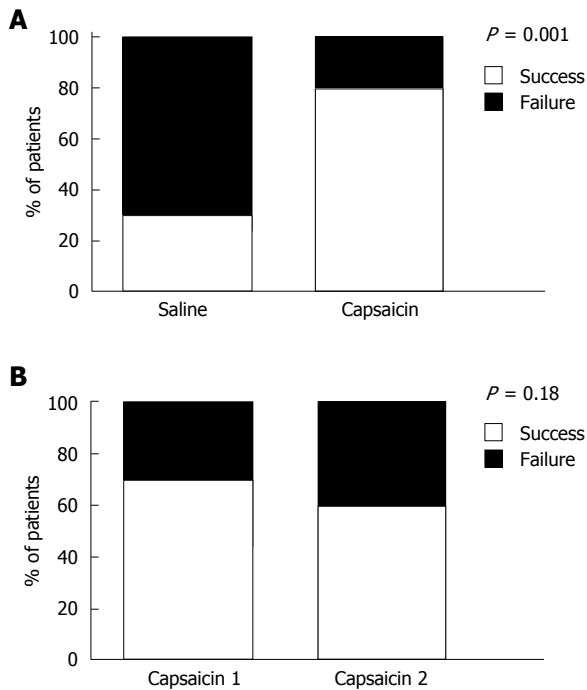 A
P = 0.001
Success
Failure
% of patients
100
80
60
40
20
0
Saline
Capsaicin
B
P = 0.18
Success
Failure
% of patients
100
80
60
40
20
0
Capsaicin 1
Capsaicin 2